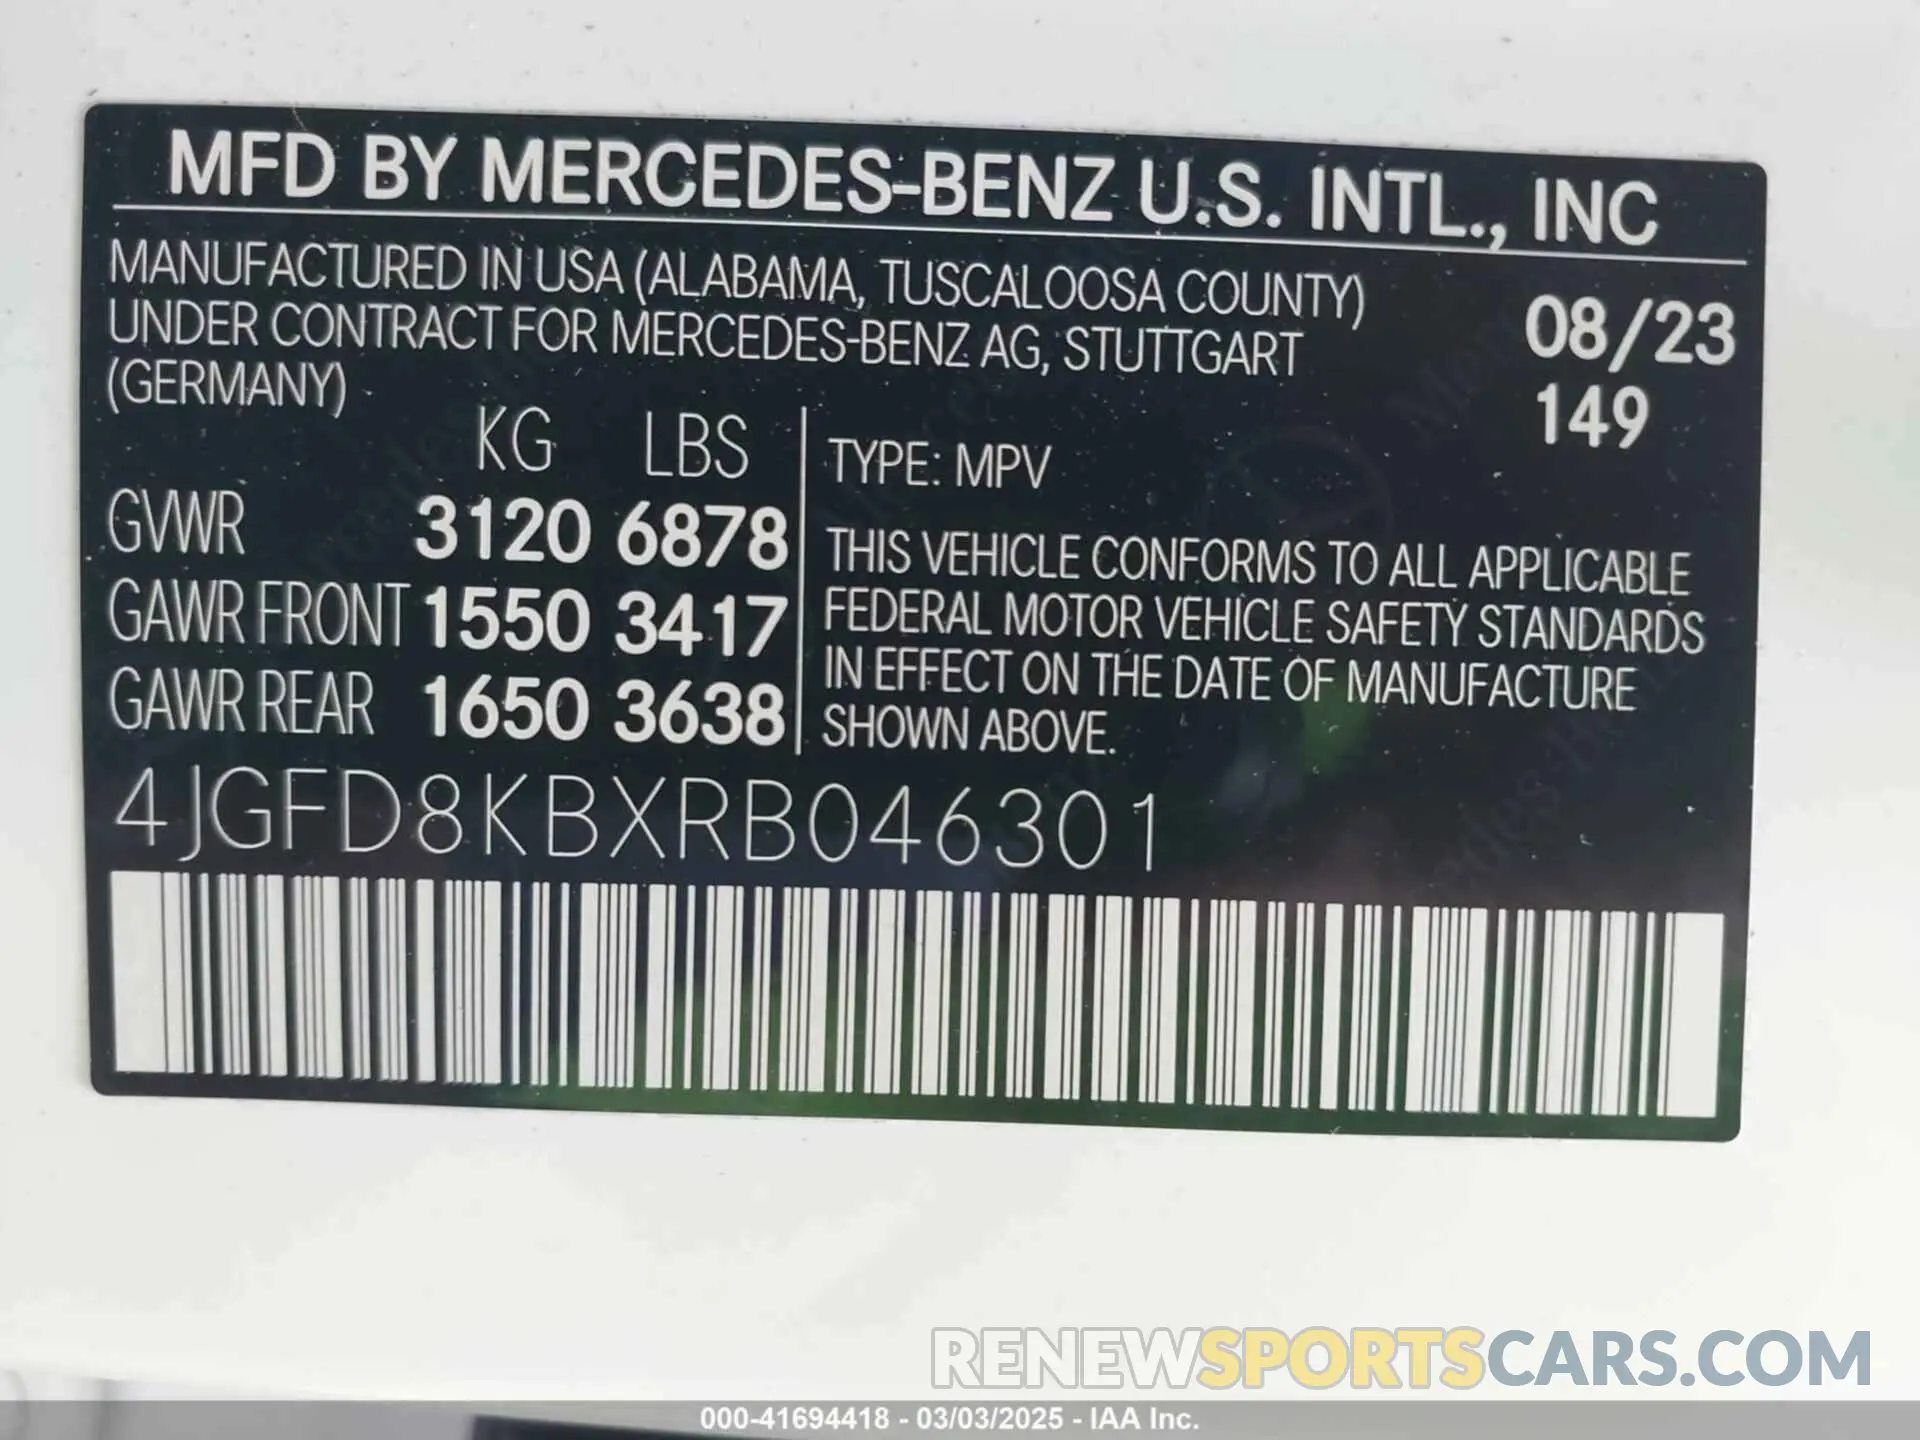 MFD BY MERCEDES-BENZ U.S. INTL., INC
MANUFACTURED IN USA (ALABAMA, TUSCALOOSA COUNTY)
UNDER CONTRACT FOR MERCEDES-BENZ AG, STUTTGART
(GERMANY)
08/23
149
KG LBS
GVWR 3120 6878
GAWR FRONT 1550 3417
GAWR REAR 1650 3638
TYPE: MPV
THIS VEHICLE CONFORMS TO ALL APPLICABLE
FEDERAL MOTOR VEHICLE SAFETY STANDARDS
IN EFFECT ON THE DATE OF MANUFACTURE
SHOWN ABOVE.
4JGFD8KBXRB046301
RENEWSPORTSCARS.COM
000-41694418 - 03/03/2025 - IAA Inc.